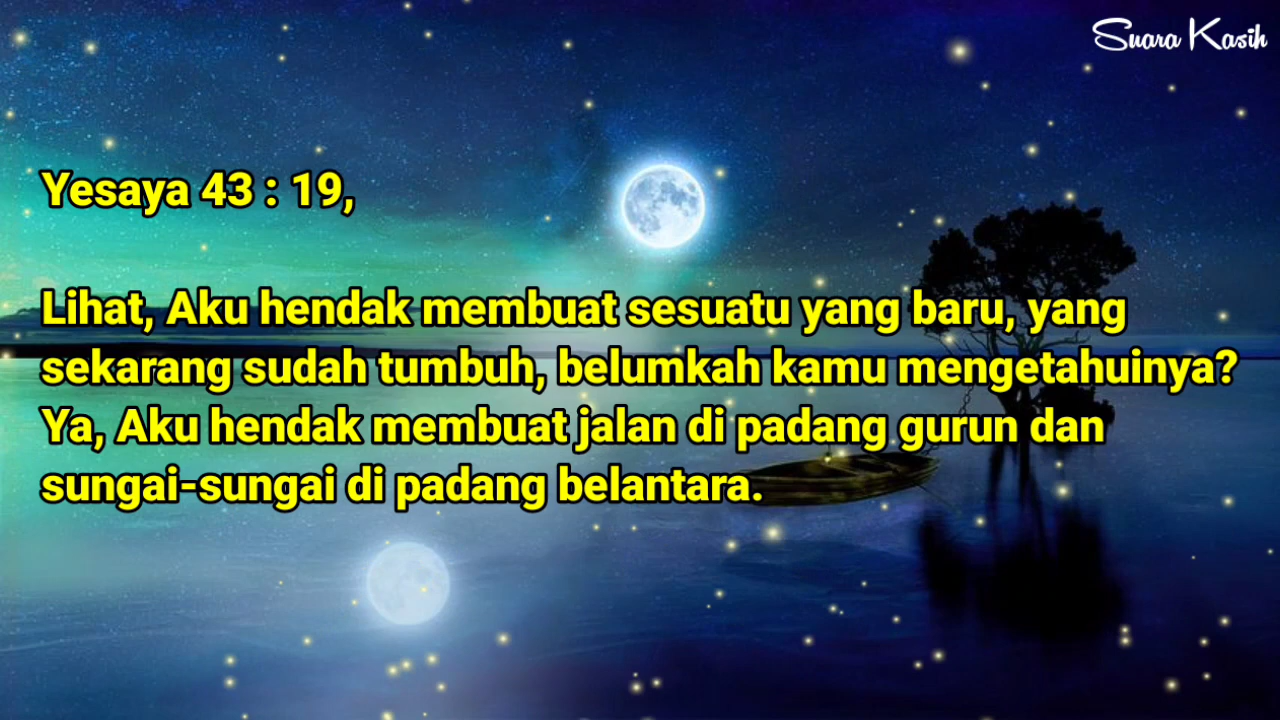 Suara Kasih
Yesaya 43 : 19,
Lihat, Aku hendak membuat sesuatu yang baru, yang
sekarang sudah tumbuh, belumkah kamu mengetahuinya?
Ya, Aku hendak membuat jalan di padang gurun dan
sungai-sungai di padang belantara.